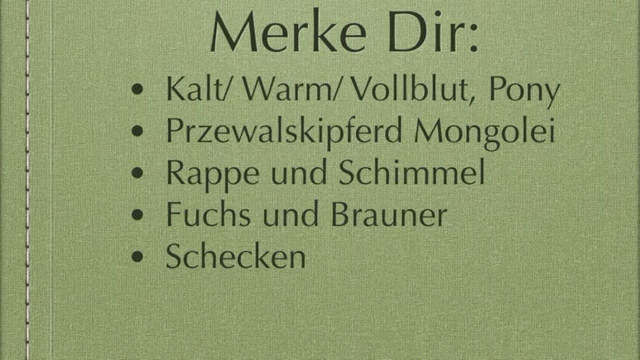 Merke Dir:
• Kalt/ Warm/ Vollblut, Pony
• Przewalskipferd Mongolei
• Rappe und Schimmel
• Fuchs und Brauner
• Schecken